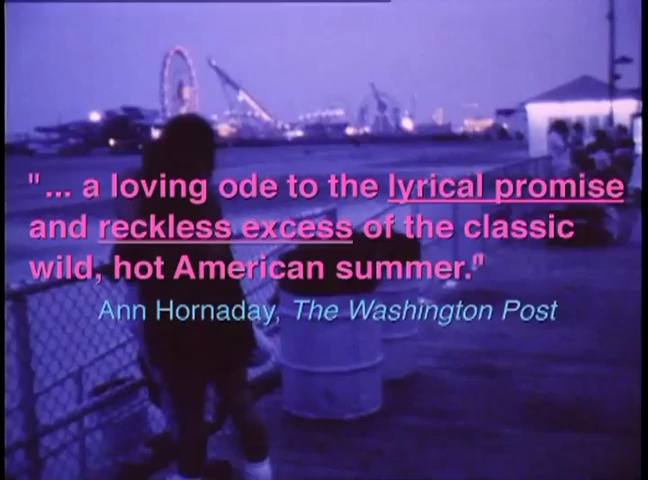 "... a loving ode to the lyrical promise
and reckless excess of the classic
wild, hot American summer."
Ann Hornaday, The Washington Post